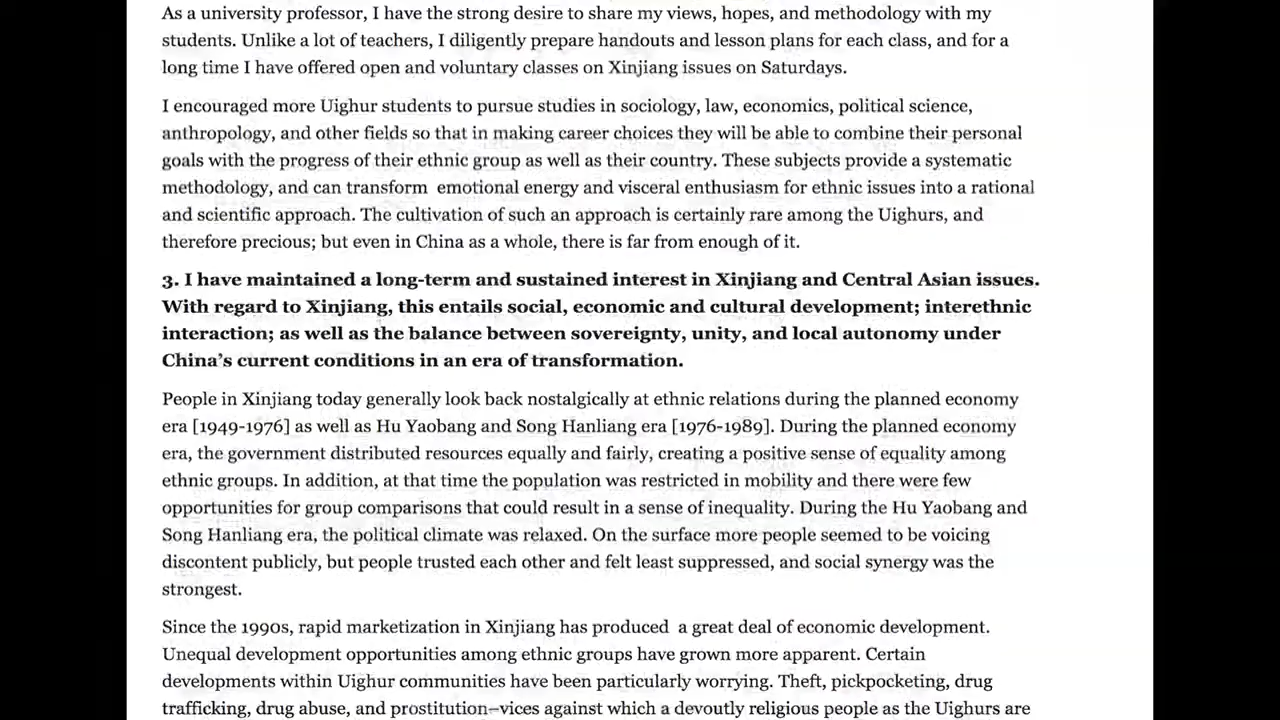 As a university professor, I have the strong desire to share my views, hopes, and methodology with my
students. Unlike a lot of teachers, I diligently prepare handouts and lesson plans for each class, and for a
long time I have offered open and voluntary classes on Xinjiang issues on Saturdays.
I encouraged more Uighur students to pursue studies in sociology, law, economics, political science,
anthropology, and other fields so that in making career choices they will be able to combine their personal
goals with the progress of their ethnic group as well as their country. These subjects provide a systematic
methodology, and can transform  emotional energy and visceral enthusiasm for ethnic issues into a rational
and scientific approach. The cultivation of such an approach is certainly rare among the Uighurs, and
therefore precious; but even in China as a whole, there is far from enough of it.
3. I have maintained a long-term and sustained interest in Xinjiang and Central Asian issues.
With regard to Xinjiang, this entails social, economic and cultural development; interethnic
interaction; as well as the balance between sovereignty, unity, and local autonomy under
China's current conditions in an era of transformation.
People in Xinjiang today generally look back nostalgically at ethnic relations during the planned economy
era [1949-1976] as well as Hu Yaobang and Song Hanliang era [1976-1989]. During the planned economy
era, the government distributed resources equally and fairly, creating a positive sense of equality among
ethnic groups. In addition, at that time the population was restricted in mobility and there were few
opportunities for group comparisons that could result in a sense of inequality. During the Hu Yaobang and
Song Hanliang era, the political climate was relaxed. On the surface more people seemed to be voicing
discontent publicly, but people trusted each other and felt least suppressed, and social synergy was the
strongest.
Since the 1990s, rapid marketization in Xinjiang has produced  a great deal of economic development.
Unequal development opportunities among ethnic groups have grown more apparent. Certain
developments within Uighur communities have been particularly worrying. Theft, pickpocketing, drug
trafficking, drug abuse, and prostitution–vices against which a devoutly religious people as the Uighurs are